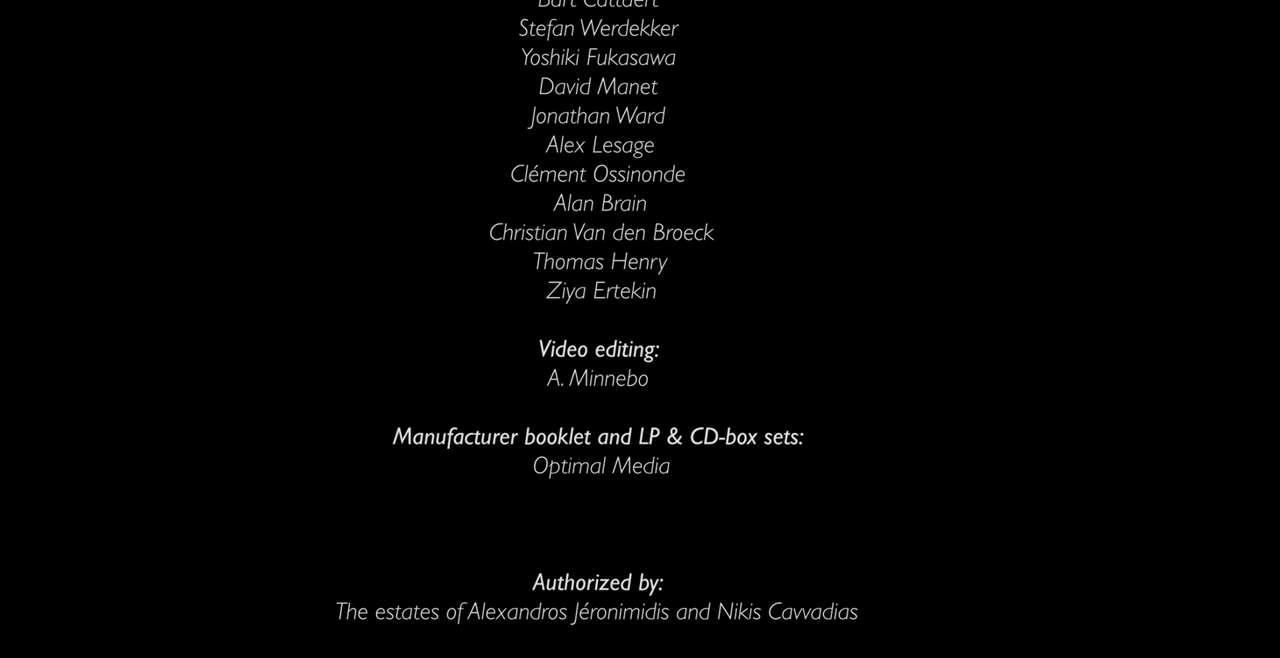 Stefan Werdekker
Yoshiki Fukasawa
David Manet
Jonathan Ward
Alex Lesage
Clément Ossinonde
Alan Brain
Christian Van den Broeck
Thomas Henry
Ziya Ertekin
Video editing:
A. Minnebo
Manufacturer booklet and LP & CD-box sets:
Optimal Media
Authorized by:
The estates of Alexandros Jéronimidis and Nikis Cavvadias